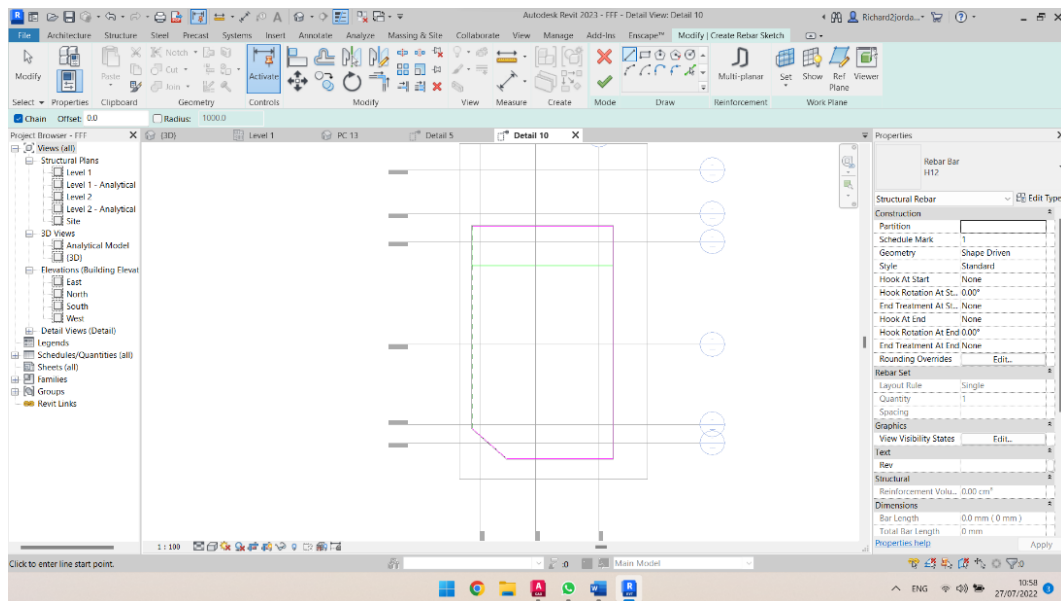 Autodesk Revit 2023 - FFF - Detail View: Detail 10
Richard2jorda...
File Architecture Structure Steel Precast Systems Insert Annotate Analyze Massing & Site Collaborate View Manage Add-Ins Enscape™ Modify | Create Rebar Sketch
Modify
Paste
Notch
Cut
Join
Activate
Multi-planar
Set Show Ref Plane Viewer
Select Properties Clipboard Geometry Controls Modify View Measure Create Mode Draw Reinforcement Work Plane
Chain Offset: 0.0 Radius: 1000.0
Project Browser - FFF
(3D) Level 1 PC 13 Detail 5 Detail 10 X
Views (all)
Structural Plans
Level 1
Level 1 - Analytical
Level 2
Level 2 - Analytical
Site
3D Views
Analytical Model
(3D)
Elevations (Building Elevat
East
North
South
West
Detail Views (Detail)
Legends
Schedules/Quantities (all)
Sheets (all)
Families
Groups
Revit Links
Properties
Rebar Bar
H12
Structural Rebar Edit Type
Construction
Partition
Schedule Mark 1
Geometry Shape Driven
Style Standard
Hook At Start None
Hook Rotation At St... 0.00°
End Treatment At St... None
Hook At End None
Hook Rotation At End 0.00°
End Treatment At End None
Rounding Overrides Edit...
Rebar Set
Layout Rule Single
Quantity 1
Spacing
Graphics
View Visibility States Edit...
Text
Rev
Structural
Reinforcement Volu... 0.00 cm³
Dimensions
Bar Length 0.0 mm ( 0 mm )
Total Bar Length 0 mm
Properties help Apply
1 : 100
Click to enter line start point.
:0 Main Model
:0
ENG
10:58
27/07/2022